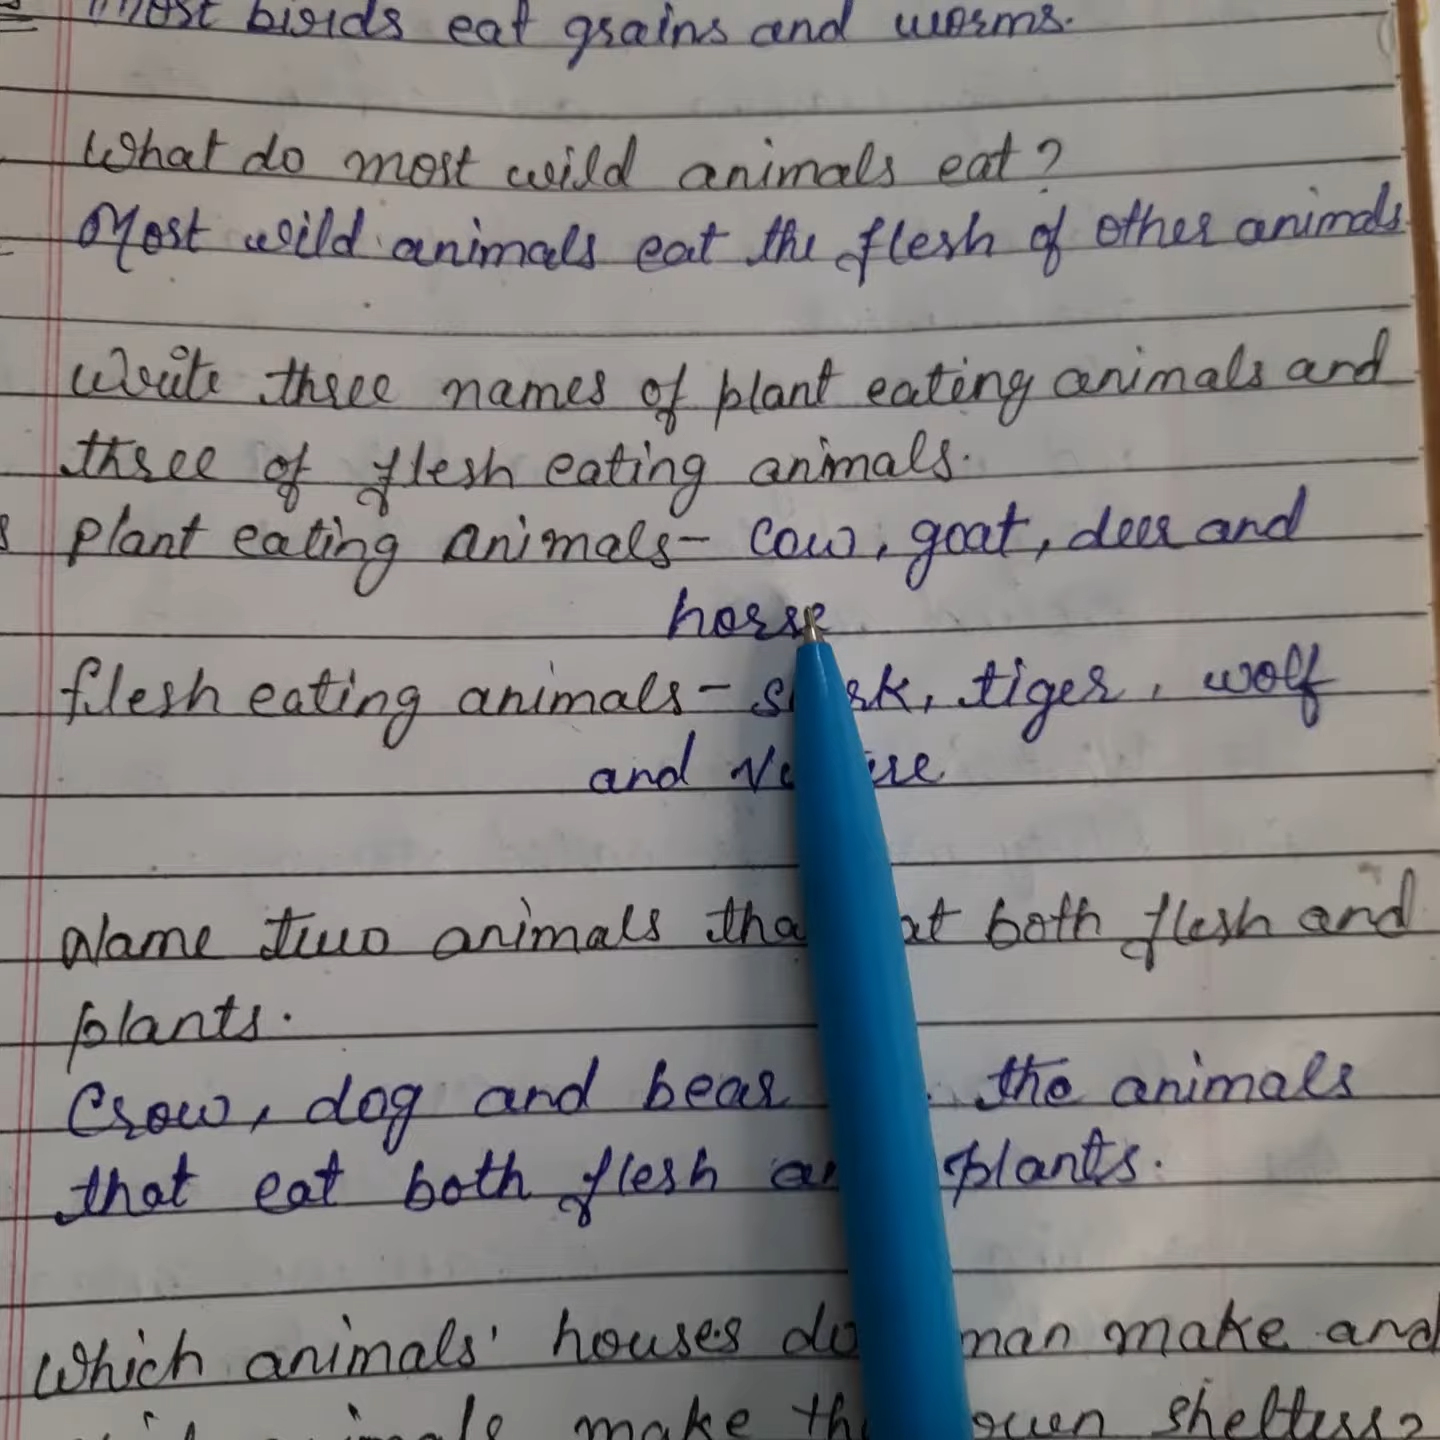 most birds eat grains and worms.
What do most wild animals eat?
Most wild animals eat the flesh of other animals
Write three names of plant eating animals and
three of flesh eating animals.
plant eating animals- Cow, goat, deer and
horse
flesh eating animals- tiger, wolf
and
Name two animals both flesh and
plants.
Crow, dog and bear the animals
that eat both flesh plants.
Which animals' houses do man make and
animals make own shelters?